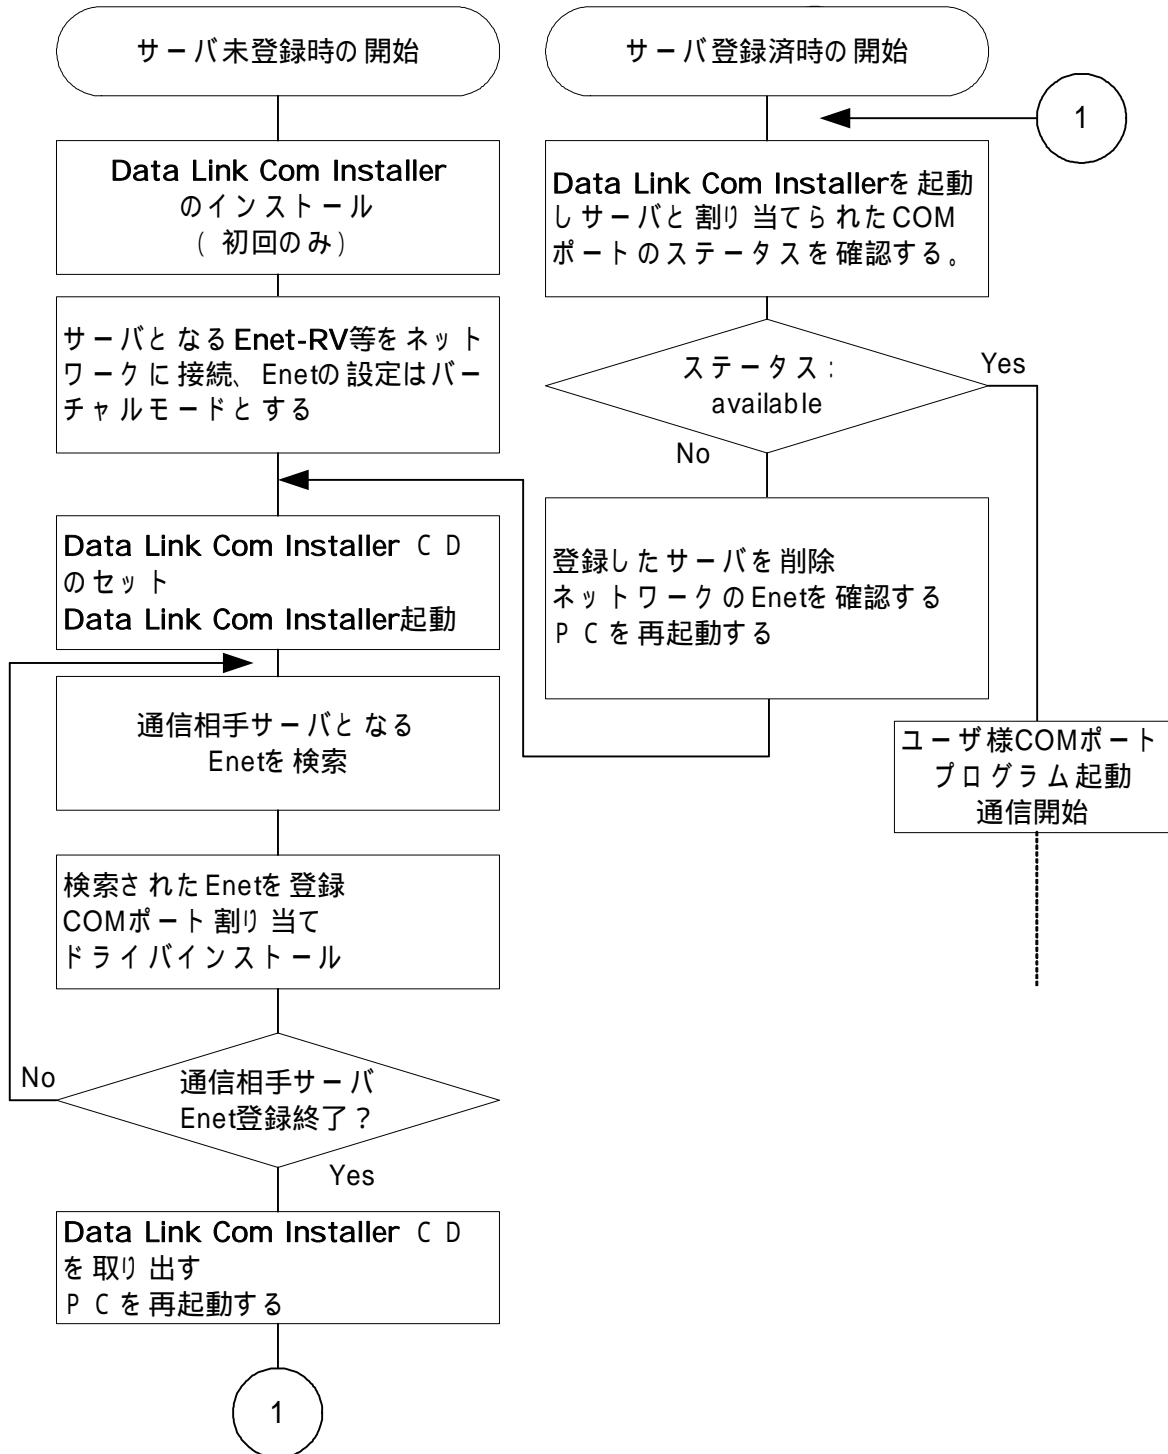 サーバ未登録時の開始
Data Link Com Installer
のインストール
(初回のみ)
サーバとなるEnet-RV等をネット
ワークに接続、Enetの設定はバー
チャルモードとする
Data Link Com Installer CD
のセット
Data Link Com Installer起動
通信相手サーバとなる
Enetを検索
検索されたEnetを登録
COMポート割り当て
ドライバインストール
No
通信相手サーバ
Enet登録終了?
Yes
Data Link Com Installer CD
を取り出す
PCを再起動する
1
サーバ登録済時の開始
1
Data Link Com Installerを起動
しサーバと割り当てられたCOM
ポートのステータスを確認する。
ステータス:
available
Yes
No
登録したサーバを削除
ネットワークのEnetを確認する
PCを再起動する
ユーザ様COMポート
プログラム起動
通信開始